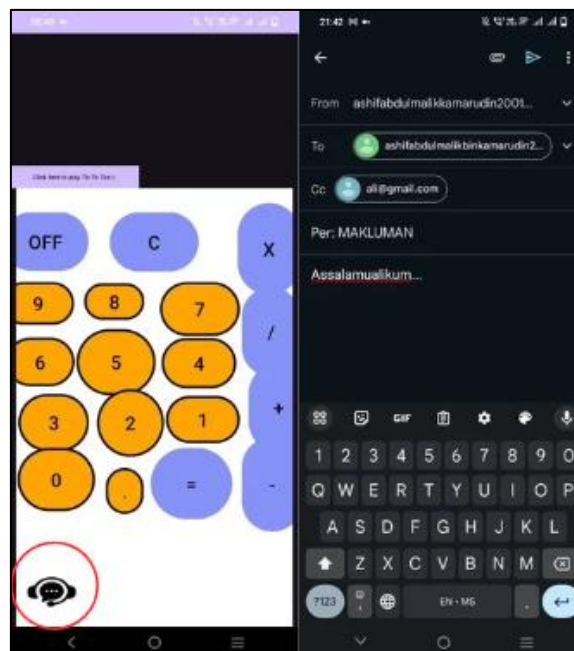 OFF C X
9 8 7 /
6 5 4
3 2 1 +
0 . = -
21:42
From ashifabdulmalikkamarudin2001...
To ashifabdulmalikbinkamarudin2...
Cc ali@gmail.com
Per: MAKLUMAN
Assalamualikum...
GIF
1 2 3 4 5 6 7 8 9 0
Q W E R T Y U I O P
A S D F G H J K L
Z X C V B N M
?123 , EN • MS .